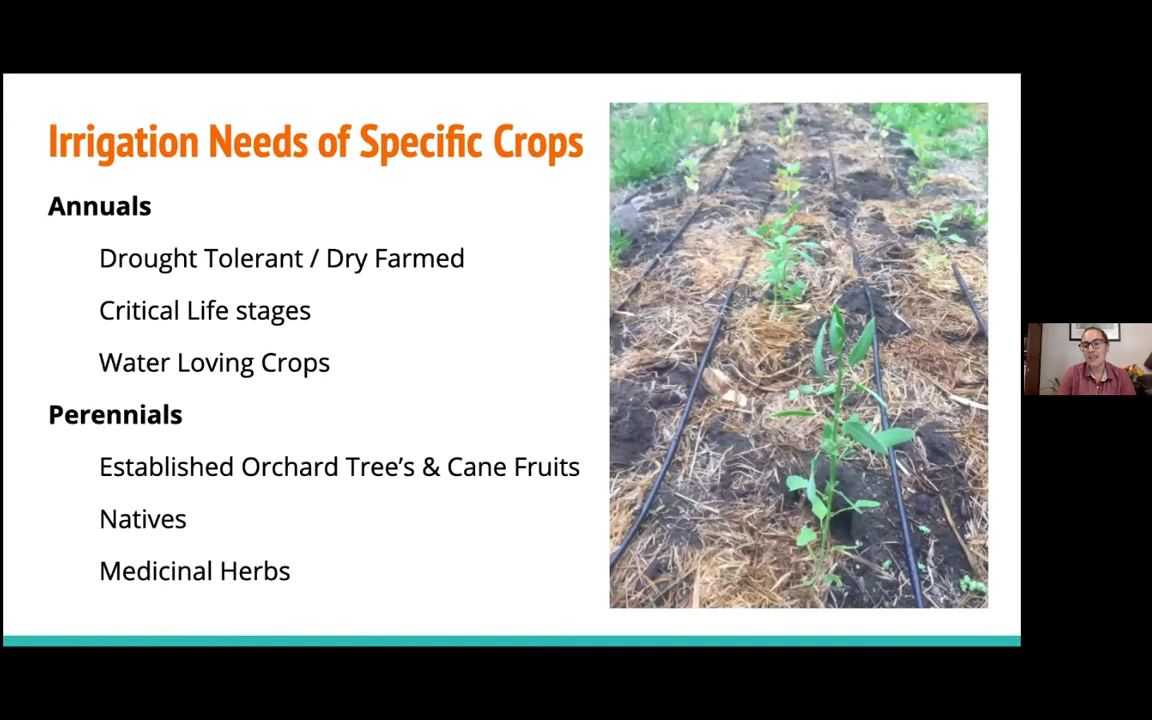 Irrigation Needs of Specific Crops
Annuals
Drought Tolerant / Dry Farmed
Critical Life stages
Water Loving Crops
Perennials
Established Orchard Tree's & Cane Fruits
Natives
Medicinal Herbs